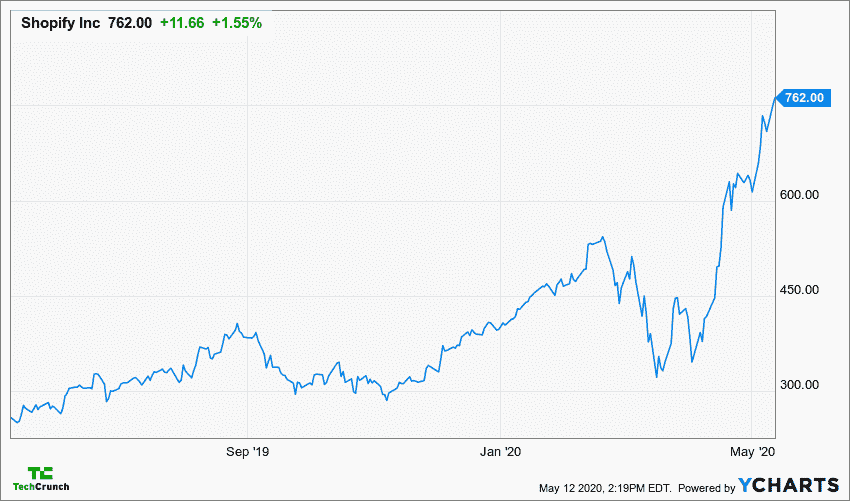 Shopify Inc 762.00 +11.66 +1.55%
762.00
600.00
450.00
300.00
Sep '19 Jan '20 May '20
TC
TechCrunch
May 12 2020, 2:19PM EDT. Powered by YCHARTS